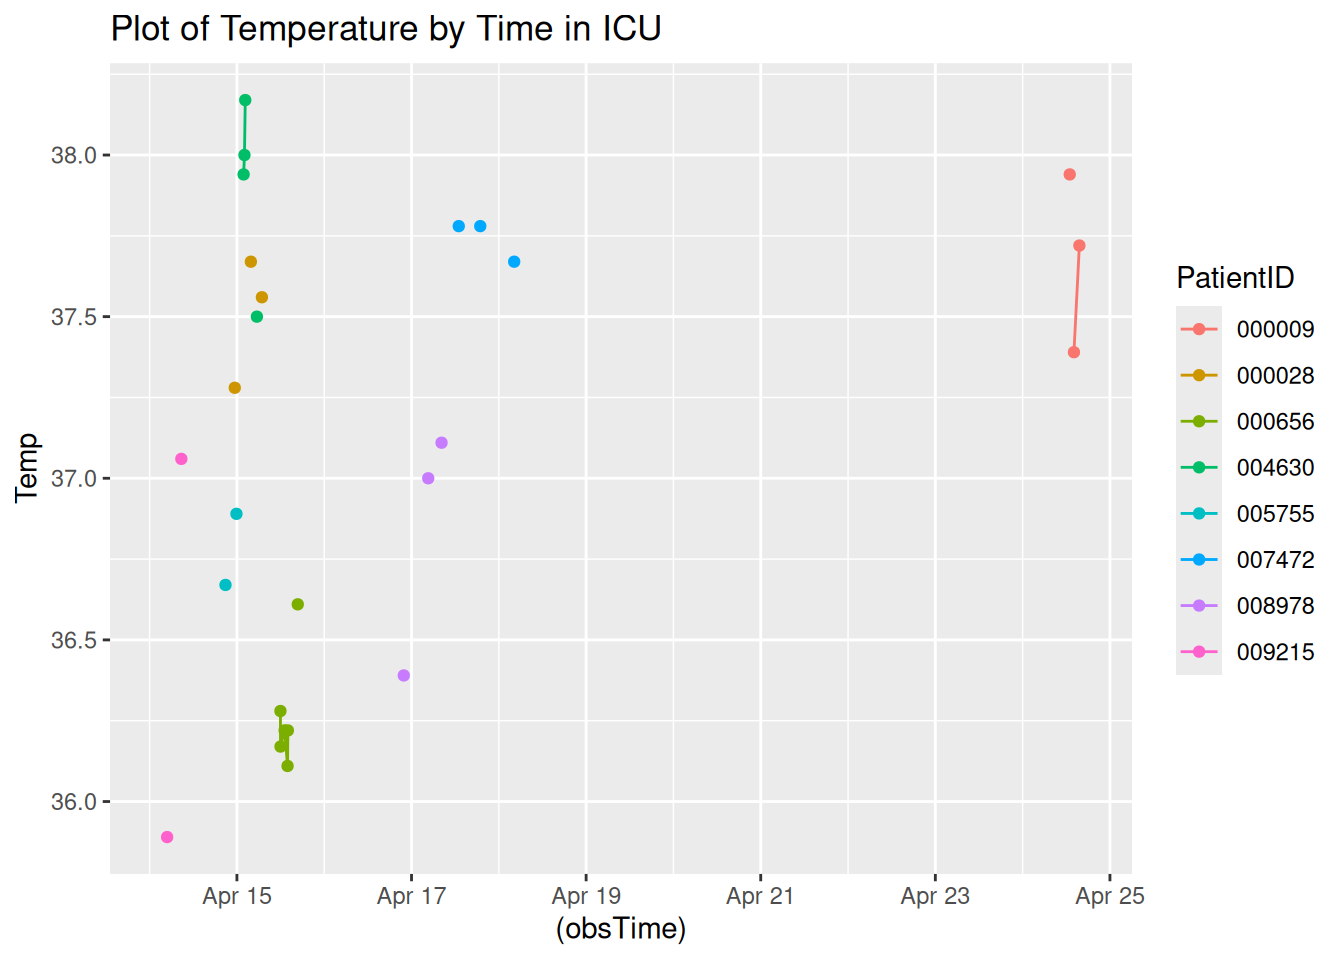 Plot of Temperature by Time in ICU
38.0
37.5
37.0
36.5
36.0
Temp
Apr 15 Apr 17 Apr 19 Apr 21 Apr 23 Apr 25
(obsTime)
PatientID
000009
000028
000656
004630
005755
007472
008978
009215